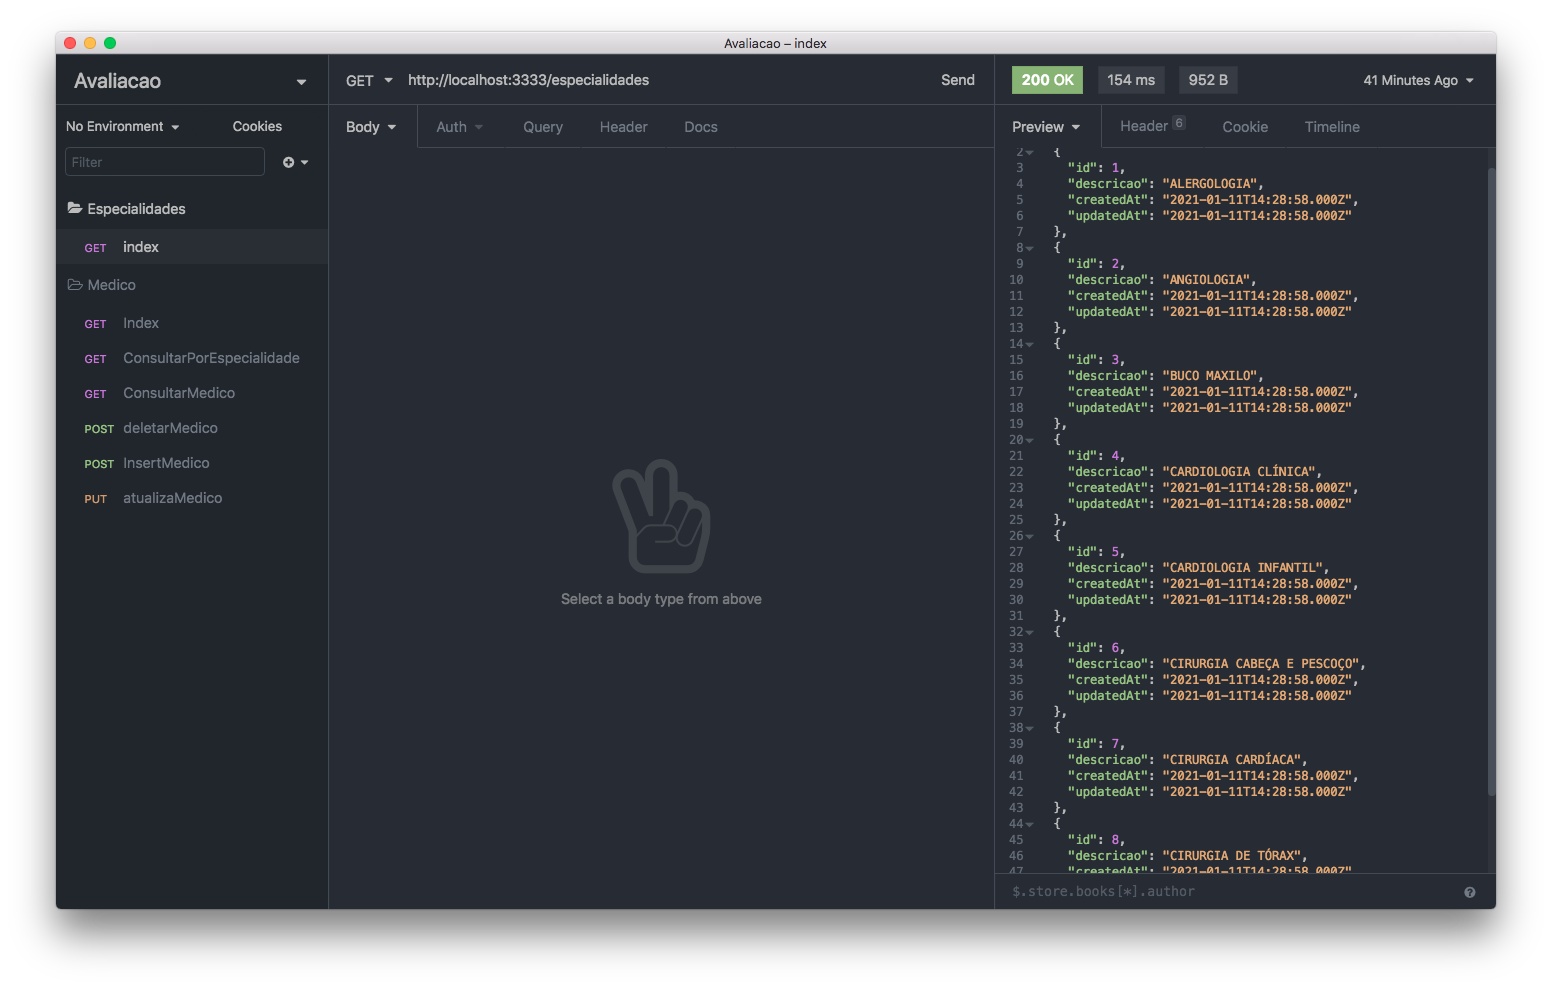 Avaliacao – index
Avaliacao
No Environment
Cookies
Filter
Especialidades
GET index
Medico
GET Index
GET ConsultarPorEspecialidade
GET ConsultarMedico
POST deletarMedico
POST InsertMedico
PUT atualizaMedico
GET http://localhost:3333/especialidades Send
Body Auth Query Header Docs
Select a body type from above
200 OK 154 ms 952 B 41 Minutes Ago
Preview Header 6 Cookie Timeline
2 {
3 "id": 1,
4 "descricao": "ALERGOLOGIA",
5 "createdAt": "2021-01-11T14:28:58.000Z",
6 "updatedAt": "2021-01-11T14:28:58.000Z"
7 },
8 {
9 "id": 2,
10 "descricao": "ANGIOLOGIA",
11 "createdAt": "2021-01-11T14:28:58.000Z",
12 "updatedAt": "2021-01-11T14:28:58.000Z"
13 },
14 {
15 "id": 3,
16 "descricao": "BUCO MAXILO",
17 "createdAt": "2021-01-11T14:28:58.000Z",
18 "updatedAt": "2021-01-11T14:28:58.000Z"
19 },
20 {
21 "id": 4,
22 "descricao": "CARDIOLOGIA CLÍNICA",
23 "createdAt": "2021-01-11T14:28:58.000Z",
24 "updatedAt": "2021-01-11T14:28:58.000Z"
25 },
26 {
27 "id": 5,
28 "descricao": "CARDIOLOGIA INFANTIL",
29 "createdAt": "2021-01-11T14:28:58.000Z",
30 "updatedAt": "2021-01-11T14:28:58.000Z"
31 },
32 {
33 "id": 6,
34 "descricao": "CIRURGIA CABEÇA E PESCOÇO",
35 "createdAt": "2021-01-11T14:28:58.000Z",
36 "updatedAt": "2021-01-11T14:28:58.000Z"
37 },
38 {
39 "id": 7,
40 "descricao": "CIRURGIA CARDÍACA",
41 "createdAt": "2021-01-11T14:28:58.000Z",
42 "updatedAt": "2021-01-11T14:28:58.000Z"
43 },
44 {
45 "id": 8,
46 "descricao": "CIRURGIA DE TÓRAX",
47 "createdAt": "2021-01-11T14:28:58.000Z",
$.store.books[*].author